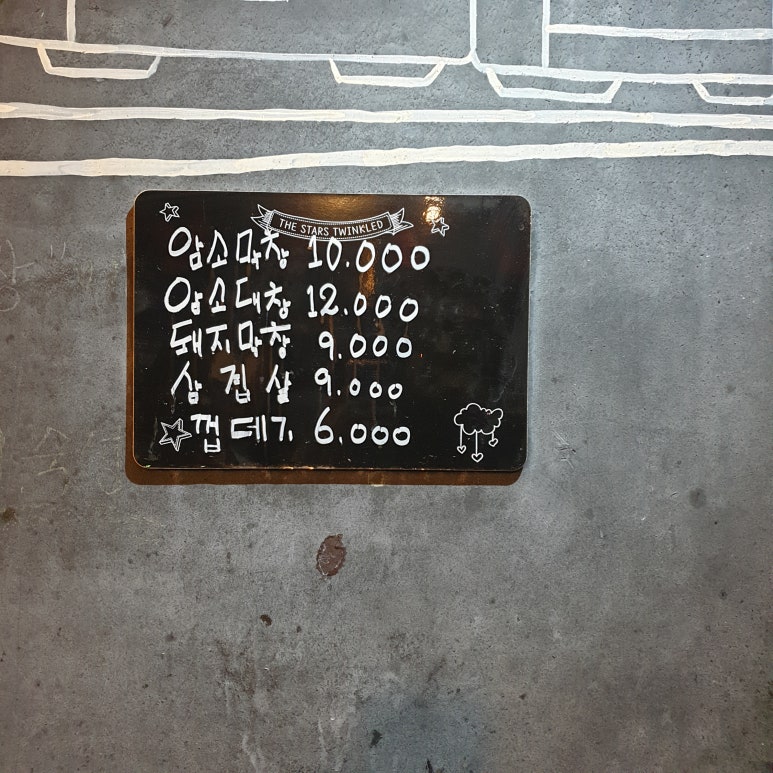 THE STARS TWINKLED
암소막창 10.000
암소대창 12.000
돼지막창 9.000
삼겹살 9.000
껍데기 6.000